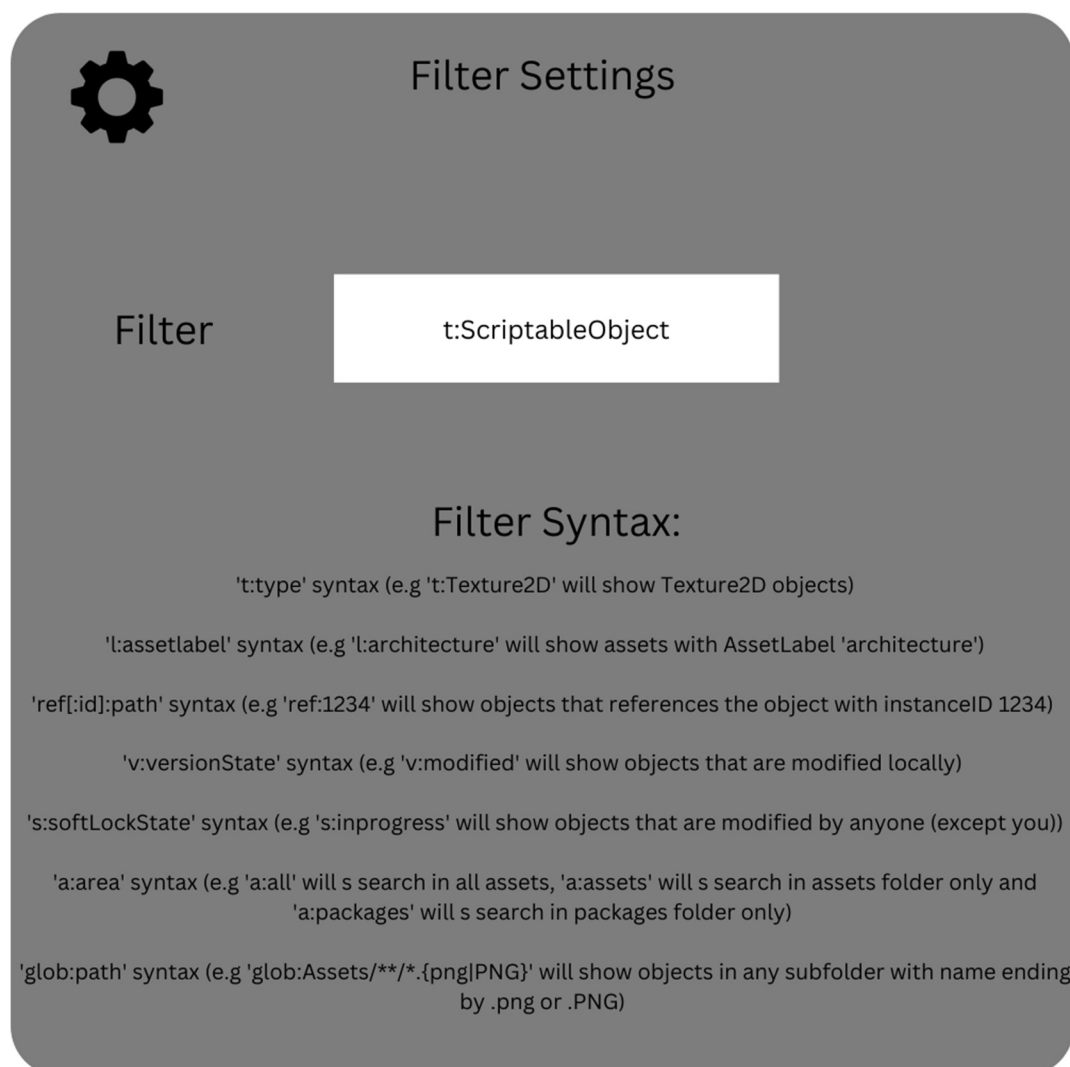 Filter Settings
Filter
t:ScriptableObject
Filter Syntax:
't:type' syntax (e.g 't:Texture2D' will show Texture2D objects)
'l:assetlabel' syntax (e.g 'l:architecture' will show assets with AssetLabel 'architecture')
'ref[:id]:path' syntax (e.g 'ref:1234' will show objects that references the object with instanceID 1234)
'v:versionState' syntax (e.g 'v:modified' will show objects that are modified locally)
's:softLockState' syntax (e.g 's:inprogress' will show objects that are modified by anyone (except you))
'a:area' syntax (e.g 'a:all' will s search in all assets, 'a:assets' will s search in assets folder only and
'a:packages' will s search in packages folder only)
'glob:path' syntax (e.g 'glob:Assets/**/*.{png|PNG}' will show objects in any subfolder with name ending
by .png or .PNG)